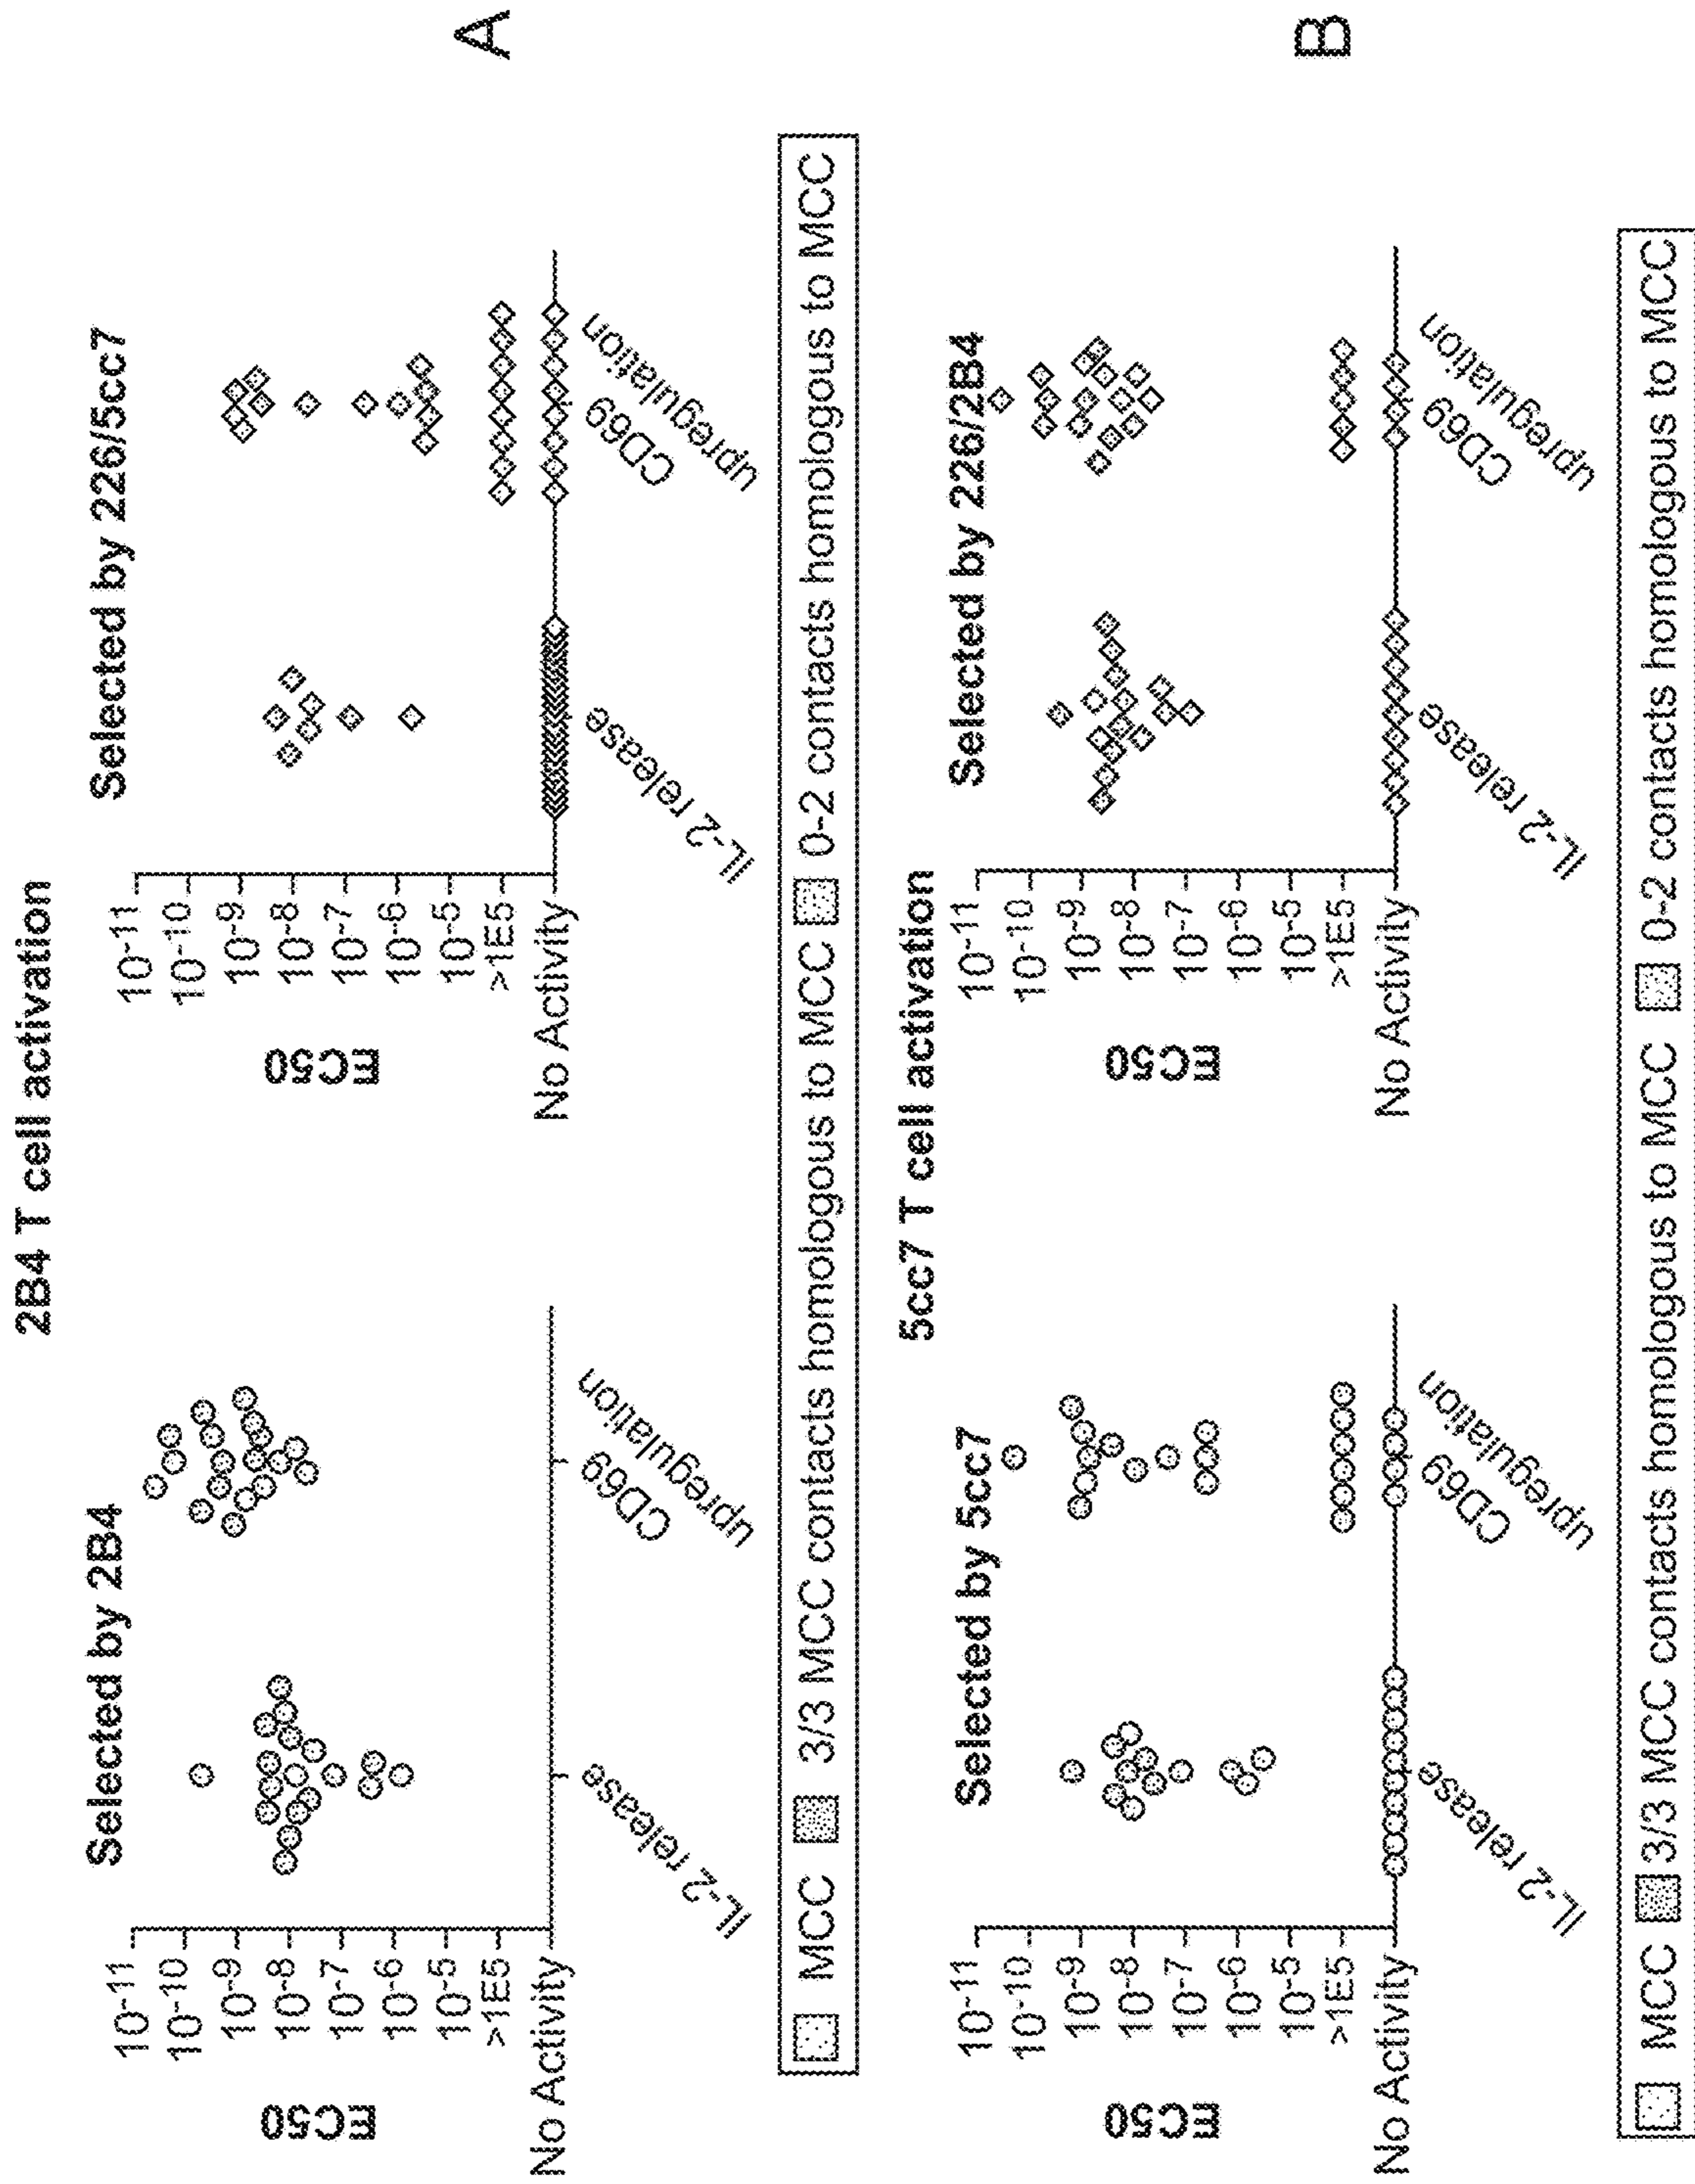 A
2B4 T cell activation
Selected by 2B4
EC50
10-11
10-10
10-9
10-8
10-7
10-6
10-5
>1E5
No Activity
IL-2 release
CD69
upregulation
Selected by 226/5cc7
EC50
10-11
10-10
10-9
10-8
10-7
10-6
10-5
>1E5
No Activity
IL-2 release
CD69
upregulation
MCC 3/3 MCC contacts homologous to MCC 0-2 contacts homologous to MCC
B
5cc7 T cell activation
Selected by 5cc7
EC50
10-11
10-10
10-9
10-8
10-7
10-6
10-5
>1E5
No Activity
IL-2 release
CD69
upregulation
Selected by 226/2B4
EC50
10-11
10-10
10-9
10-8
10-7
10-6
10-5
>1E5
No Activity
IL-2 release
CD69
upregulation
MCC 3/3 MCC contacts homologous to MCC 0-2 contacts homologous to MCC